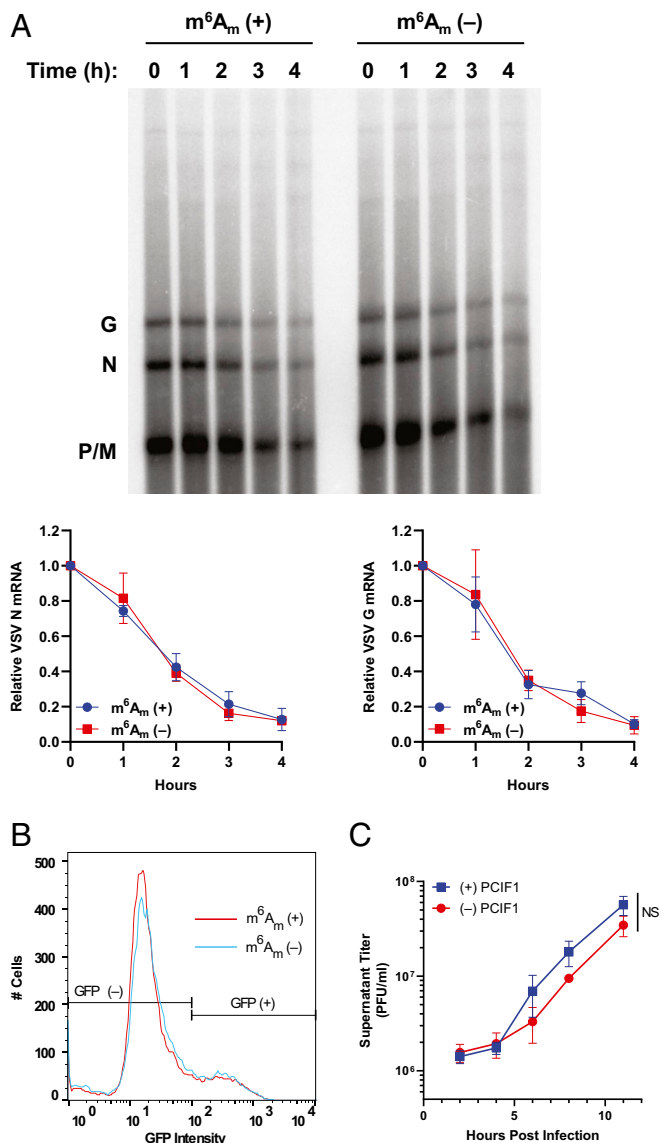 A
m⁶Aₘ (+) m⁶Aₘ (–)
Time (h): 0 1 2 3 4 0 1 2 3 4
G
N
P/M
Relative VSV N mRNA
1.2
1.0
0.8
0.6
0.4
0.2
0.0
m⁶Aₘ (+)
m⁶Aₘ (–)
0 1 2 3 4
Hours
Relative VSV G mRNA
1.2
1.0
0.8
0.6
0.4
0.2
0.0
m⁶Aₘ (+)
m⁶Aₘ (–)
0 1 2 3 4
Hours
B
# Cells
500
400
300
200
100
0
m⁶Aₘ (+)
m⁶Aₘ (–)
GFP (–)
GFP (+)
10 0 10 1 10 2 10 3 10 4
GFP Intensity
C
Supernatant Titer
(PFU/ml)
10⁸
10⁷
10⁶
(+) PCIF1
(–) PCIF1
NS
0 5 10
Hours Post Infection